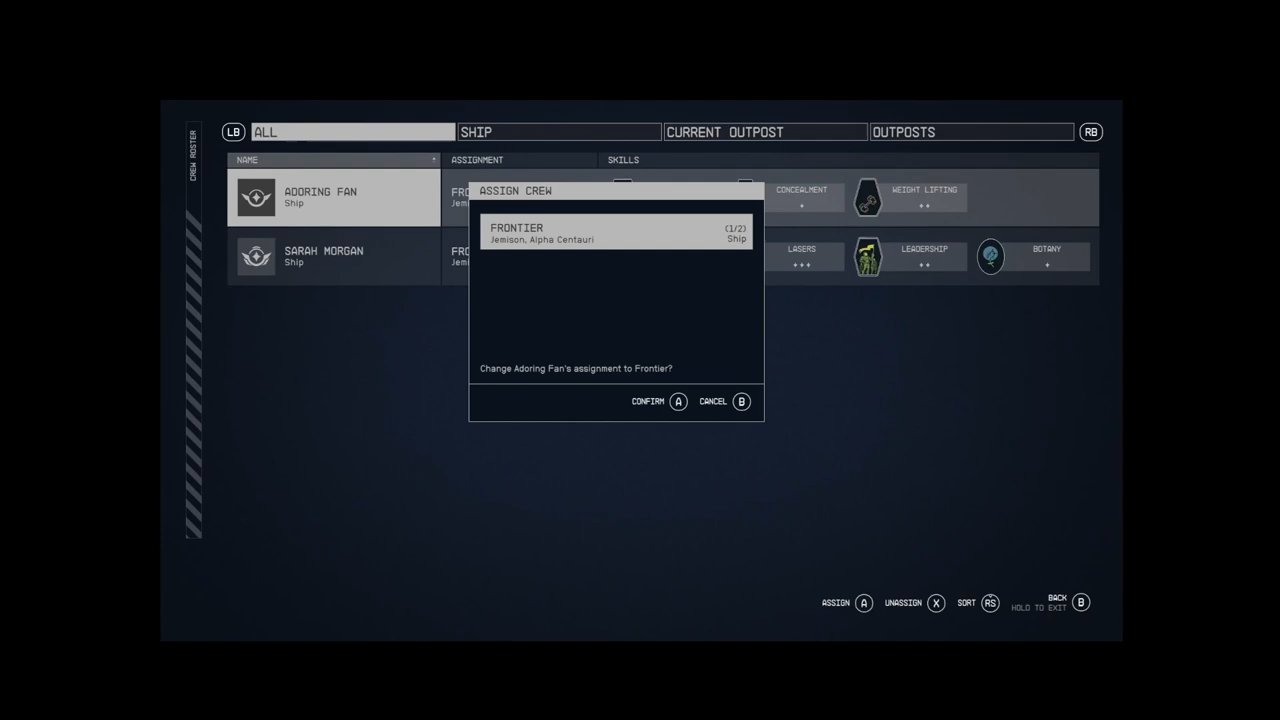 CREW ROSTER
LB
ALL
SHIP
CURRENT OUTPOST
OUTPOSTS
RB
NAME
ASSIGNMENT
SKILLS
ADORING FAN
Ship
CONCEALMENT
WEIGHT LIFTING
SARAH MORGAN
Ship
LASERS
LEADERSHIP
BOTANY
ASSIGN CREW
FRONTIER
(1/2)
Jemison, Alpha Centauri
Ship
Change Adoring Fan's assignment to Frontier?
CONFIRM A
CANCEL B
ASSIGN A
UNASSIGN X
SORT RS
BACK B
HOLD TO EXIT